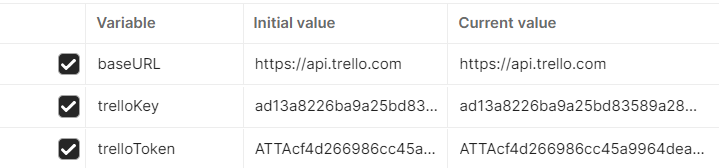 Variable Initial value Current value
baseURL https://api.trello.com https://api.trello.com
trelloKey ad13a8226ba9a25bd83... ad13a8226ba9a25bd83589a28...
trelloToken ATTAcf4d266986cc45a... ATTAcf4d266986cc45a9964dea...